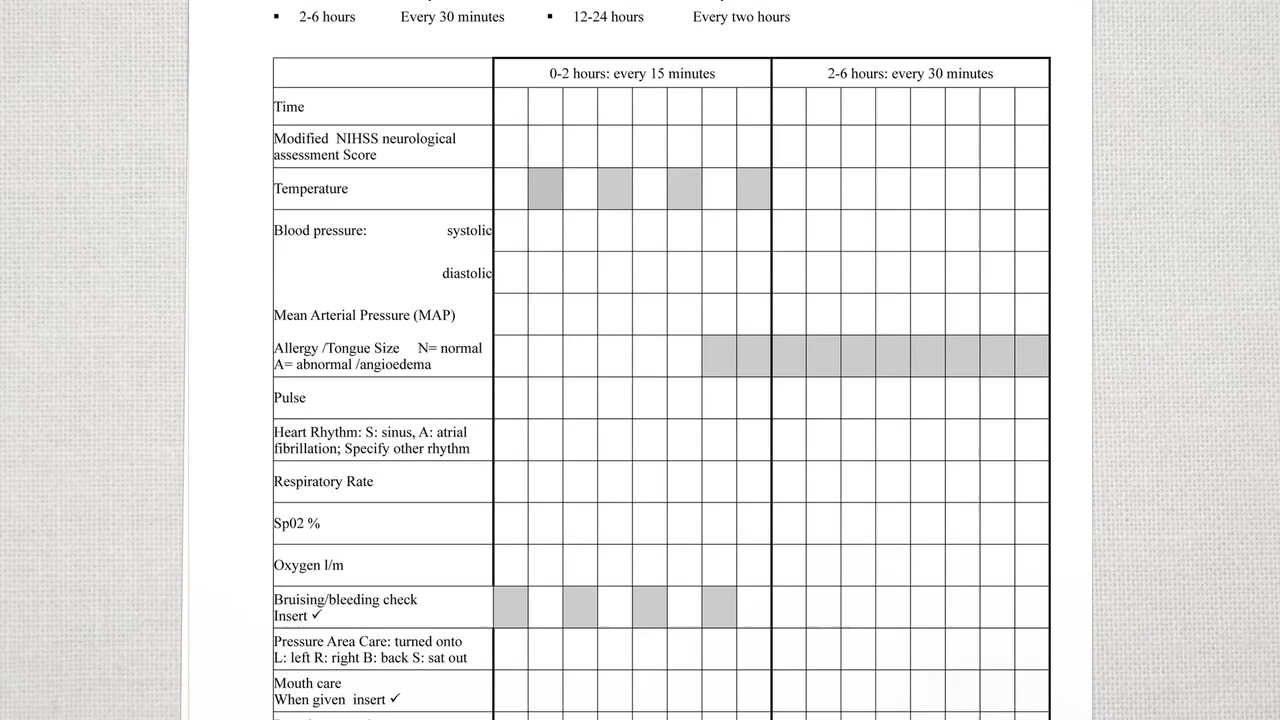 ▪ 2-6 hours Every 30 minutes ▪ 12-24 hours Every two hours
0-2 hours: every 15 minutes 2-6 hours: every 30 minutes
Time
Modified NIHSS neurological
assessment Score
Temperature
Blood pressure: systolic
diastolic
Mean Arterial Pressure (MAP)
Allergy /Tongue Size N= normal
A= abnormal /angioedema
Pulse
Heart Rhythm: S: sinus, A: atrial
fibrillation; Specify other rhythm
Respiratory Rate
Sp02 %
Oxygen l/m
Bruising/bleeding check
Insert ✓
Pressure Area Care: turned onto
L: left R: right B: back S: sat out
Mouth care
When given insert ✓